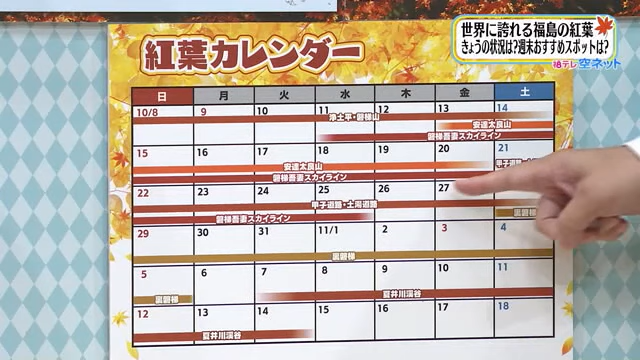 世界に誇れる福島の紅葉
きょうの状況は?週末おすすめスポットは?
福テレ空ネット
紅葉カレンダー
日 月 火 水 木 金 土
10/8 9 10 11 12 13 14
浄土平・磐梯山
安達太良山
磐梯吾妻スカイライン
15 16 17 18 19 20 21
安達太良山
甲子道路・
磐梯吾妻スカイライン
22 23 24 25 26 27
甲子道路・土湯道路
磐梯吾妻スカイライン
裏磐梯
29 30 31 11/1 2 3 4
裏磐梯
5 6 7 8 9 10 11
裏磐梯
夏井川渓谷
12 13 14 15 16 17 18
夏井川渓谷